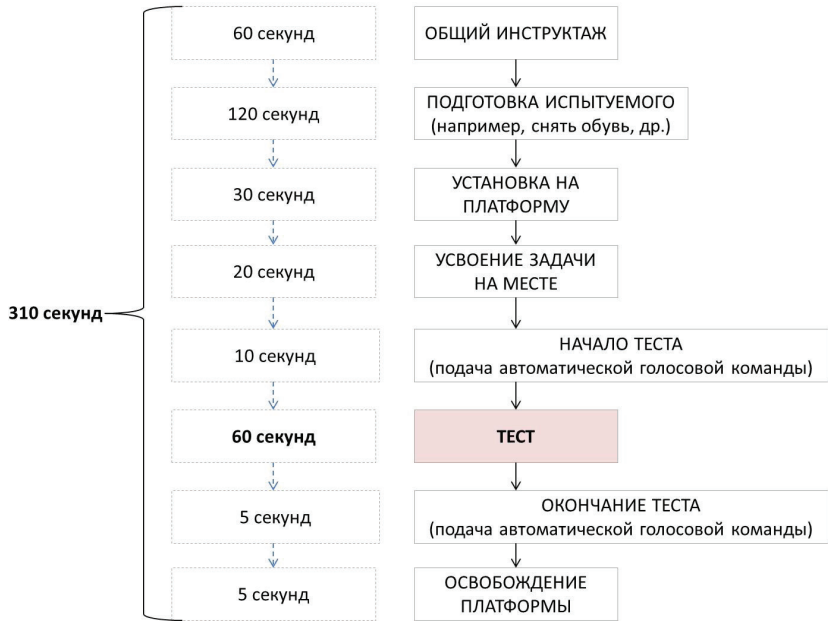 60 секунд
ОБЩИЙ ИНСТРУКТАЖ
120 секунд
ПОДГОТОВКА ИСПЫТУЕМОГО
(например, снять обувь, др.)
30 секунд
УСТАНОВКА НА
ПЛАТФОРМУ
20 секунд
УСВОЕНИЕ ЗАДАЧИ
НА МЕСТЕ
310 секунд
10 секунд
НАЧАЛО ТЕСТА
(подача автоматической голосовой команды)
60 секунд
ТЕСТ
5 секунд
ОКОНЧАНИЕ ТЕСТА
(подача автоматической голосовой команды)
5 секунд
ОСВОБОЖДЕНИЕ
ПЛАТФОРМЫ